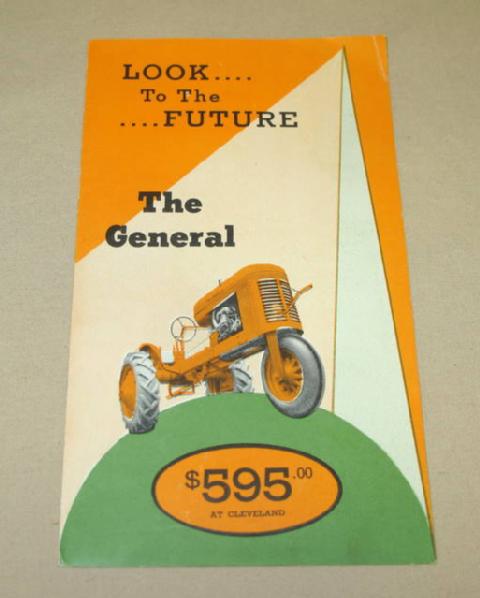 LOOK....
To The
....FUTURE
The
General
$595.00
AT CLEVELAND